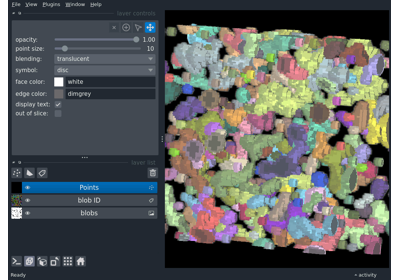 File View Plugins Window Help
layer controls
opacity: 1.00
point size: 10
blending: translucent
symbol: disc
face color: white
edge color: dimgrey
display text:
out of slice:
layer list
Points
blob ID
blobs
Ready
activity